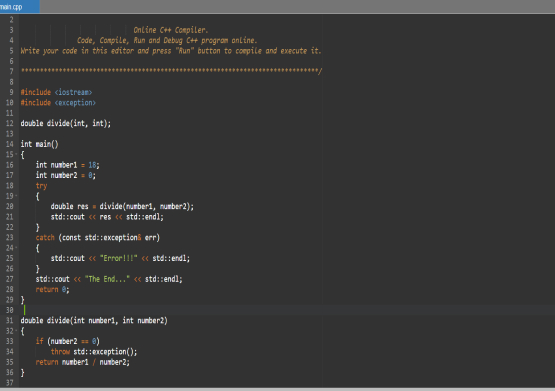 main.cpp
2
3 Online C++ Compiler.
4 Code, Compile, Run and Debug C++ program online.
5 Write your code in this editor and press "Run" button to compile and execute it.
6
7 *******************************************************************************/
8
9 #include <iostream>
10 #include <exception>
11
12 double divide(int, int);
13
14 int main()
15 {
16     int number1 = 18;
17     int number2 = 0;
18     try
19     {
20         double res = divide(number1, number2);
21         std::cout << res << std::endl;
22     }
23     catch (const std::exception& err)
24     {
25         std::cout << "Error!!!" << std::endl;
26     }
27     std::cout << "The End..." << std::endl;
28     return 0;
29 }
30
31 double divide(int number1, int number2)
32 {
33     if (number2 == 0)
34         throw std::exception();
35     return number1 / number2;
36 }
37